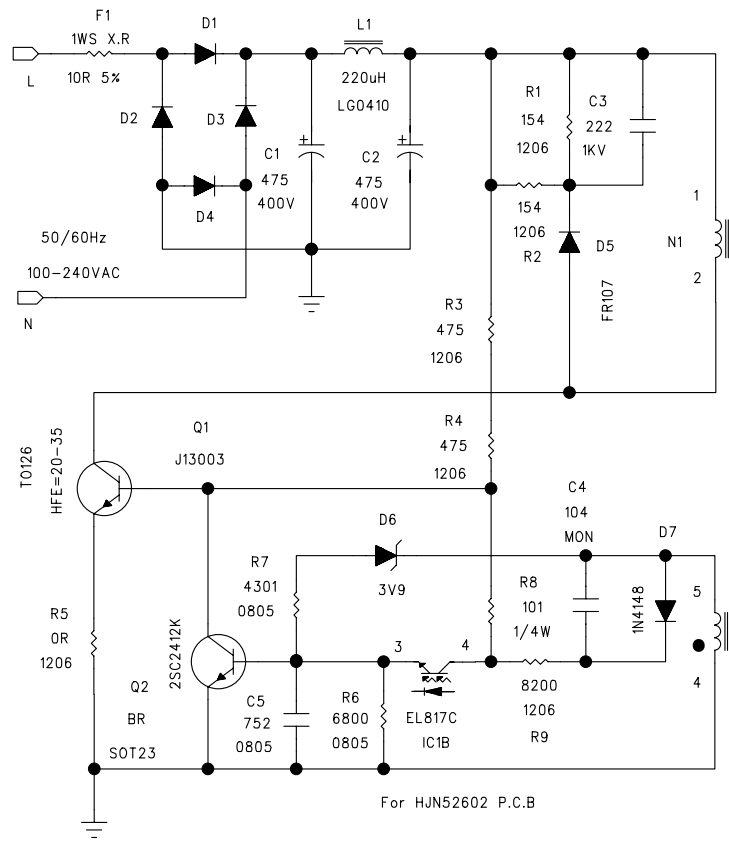 F1
1WS X.R
L
10R 5%
D1
L1
220uH
LG0410
D2
D3
D4
+
C1
475
400V
+
C2
475
400V
R1
154
1206
C3
222
1KV
154
1206
R2
D5
FR107
1
N1
2
50/60Hz
100-240VAC
N
R3
475
1206
R4
475
1206
Q1
J13003
TO126
HFE=20-35
D6
3V9
C4
104
MON
D7
1N4148
5
4
R7
4301
0805
R8
101
1/4W
R5
0R
1206
2SC2412K
Q2
BR
SOT23
3
4
EL817C
IC1B
8200
1206
R9
C5
752
0805
R6
6800
0805
For HJN52602 P.C.B